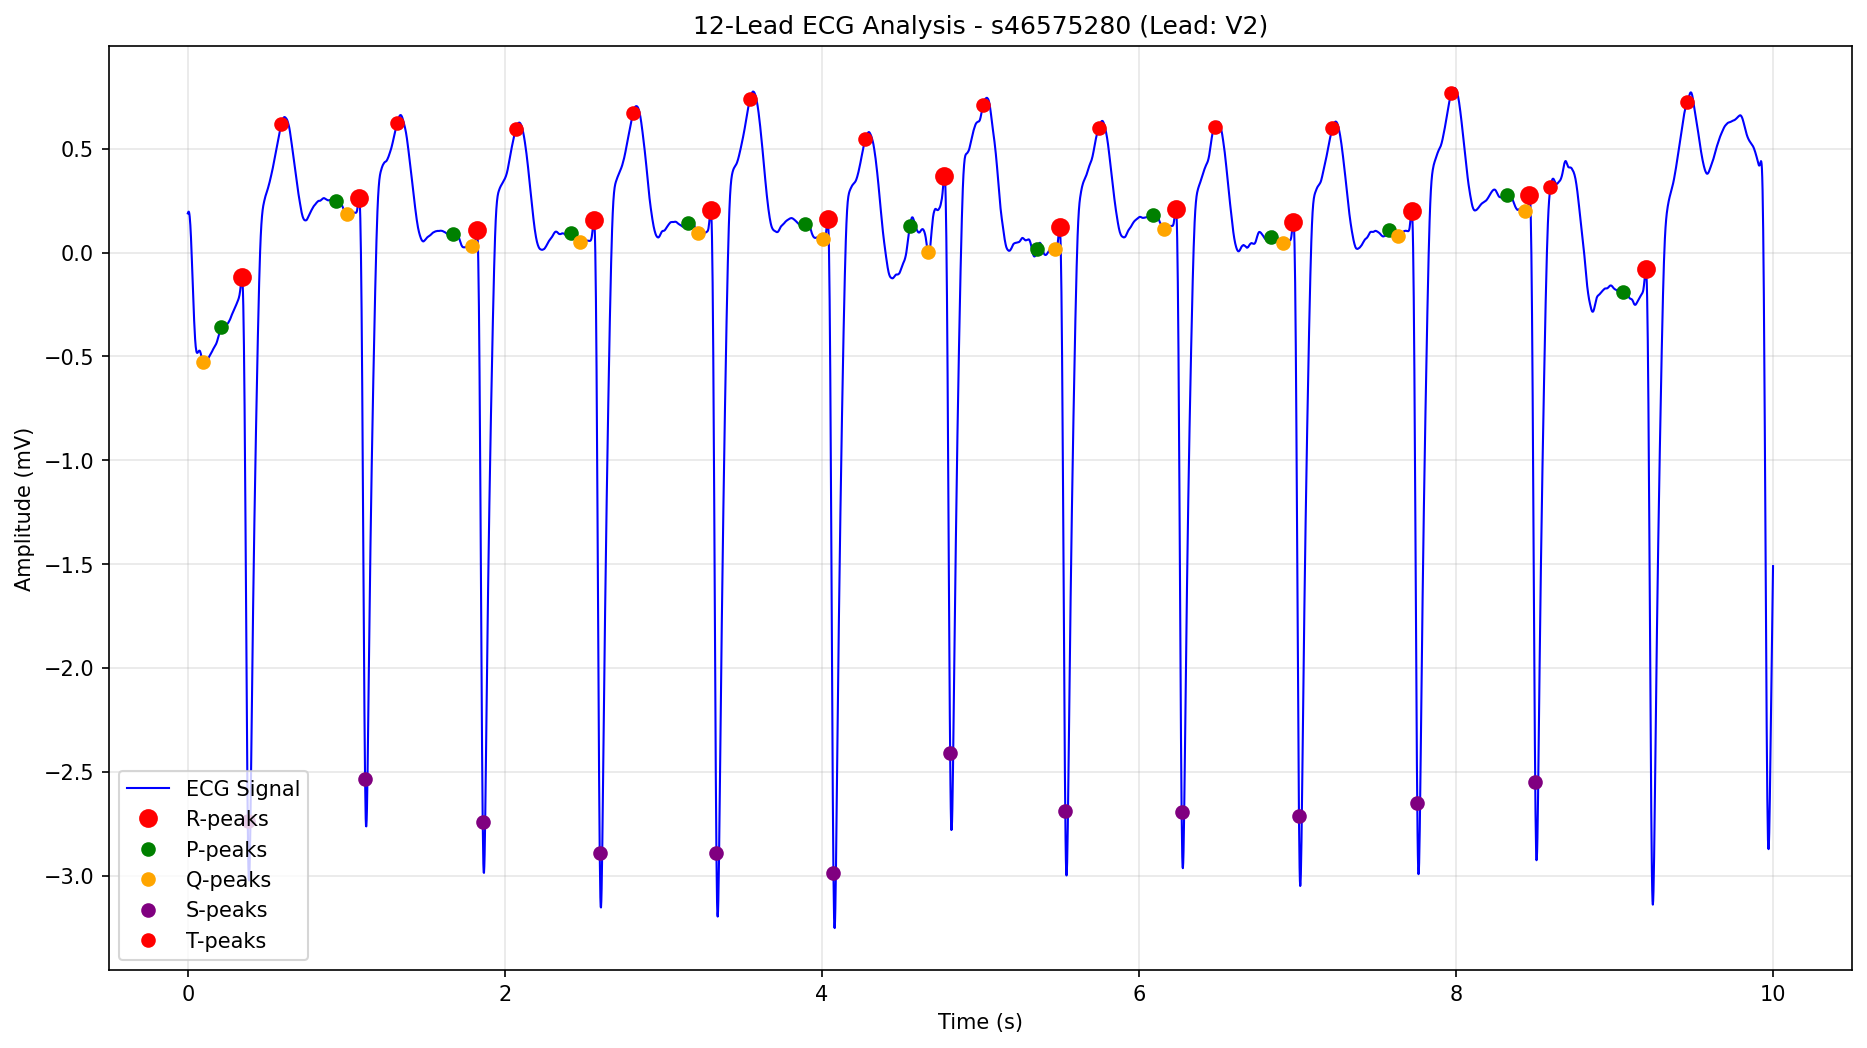 12-Lead ECG Analysis - s46575280 (Lead: V2)
Amplitude (mV)
0.5
0.0
−0.5
−1.0
−1.5
−2.0
−2.5
−3.0
ECG Signal
R-peaks
P-peaks
Q-peaks
S-peaks
T-peaks
0 2 4 6 8 10
Time (s)